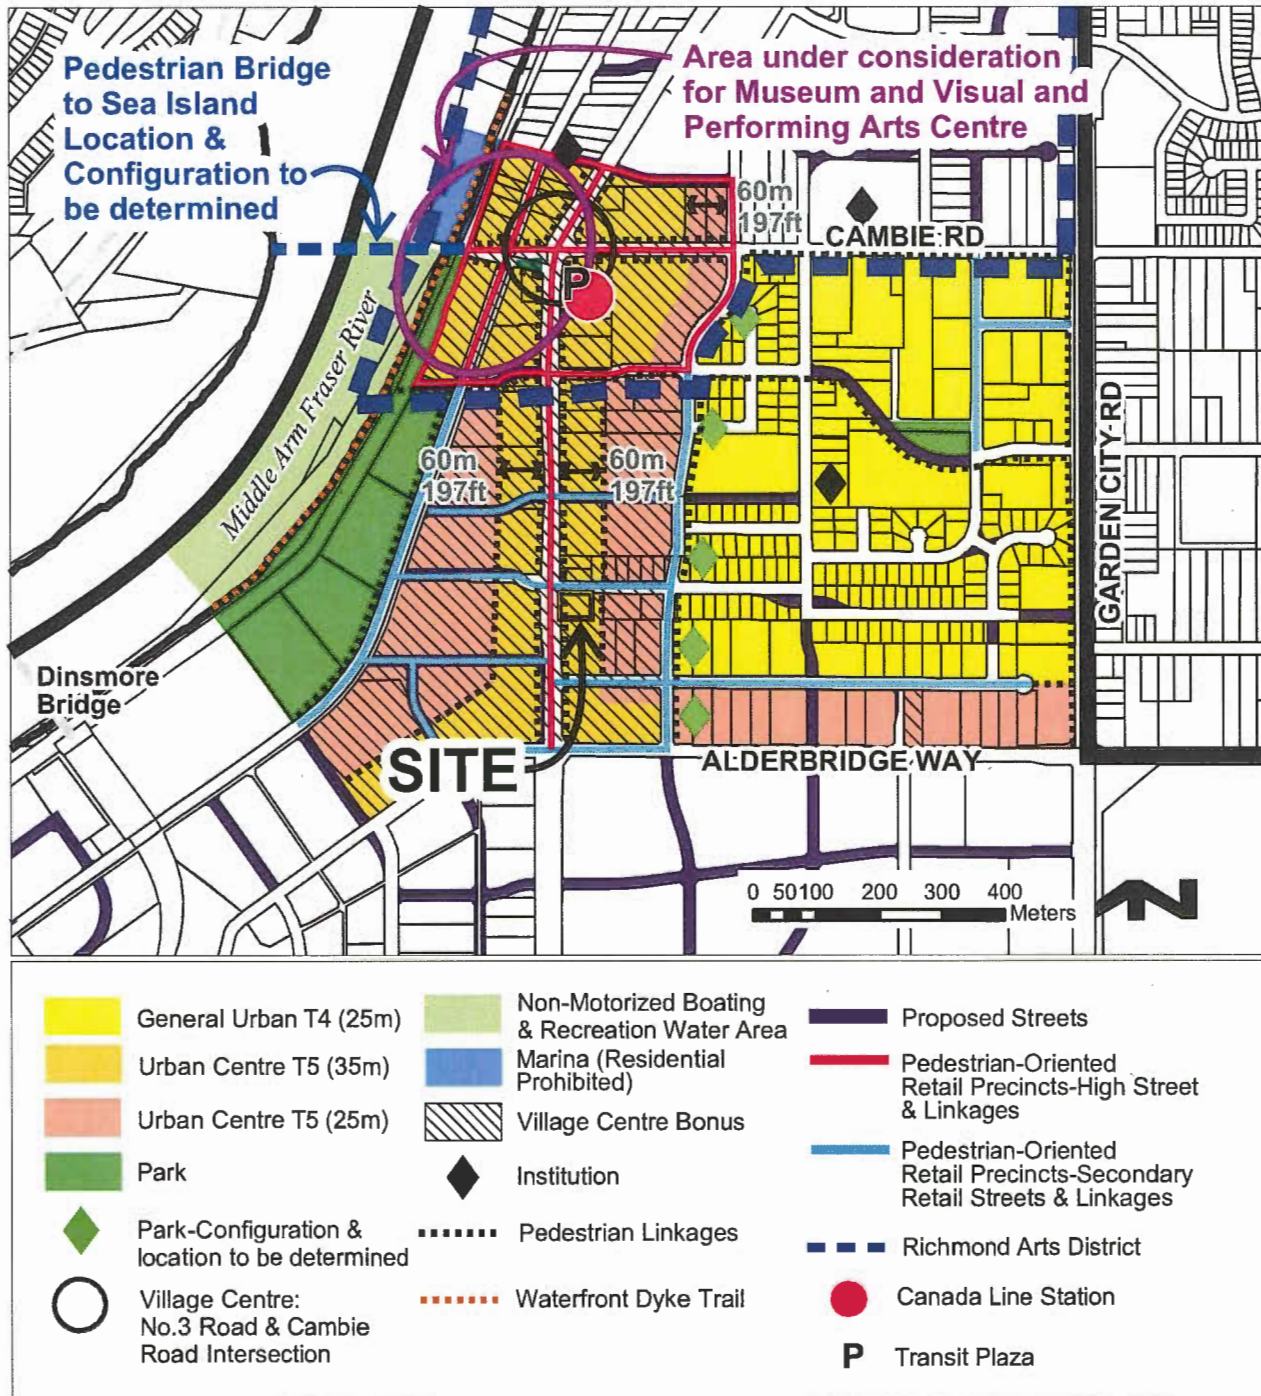 Pedestrian Bridge
to Sea Island
Location &
Configuration to
be determined
Area under consideration
for Museum and Visual and
Performing Arts Centre
60m
197ft
CAMBIE RD
P
Middle Arm Fraser River
60m
197ft
60m
197ft
GARDEN CITY RD
Dinsmore
Bridge
SITE
ALDERBRIDGE WAY
0 50 100 200 300 400
Meters
N
General Urban T4 (25m)
Urban Centre T5 (35m)
Urban Centre T5 (25m)
Park
Park-Configuration &
location to be determined
Village Centre:
No.3 Road & Cambie
Road Intersection
Non-Motorized Boating
& Recreation Water Area
Marina (Residential
Prohibited)
Village Centre Bonus
Institution
Pedestrian Linkages
Waterfront Dyke Trail
Proposed Streets
Pedestrian-Oriented
Retail Precincts-High Street
& Linkages
Pedestrian-Oriented
Retail Precincts-Secondary
Retail Streets & Linkages
Richmond Arts District
Canada Line Station
P Transit Plaza